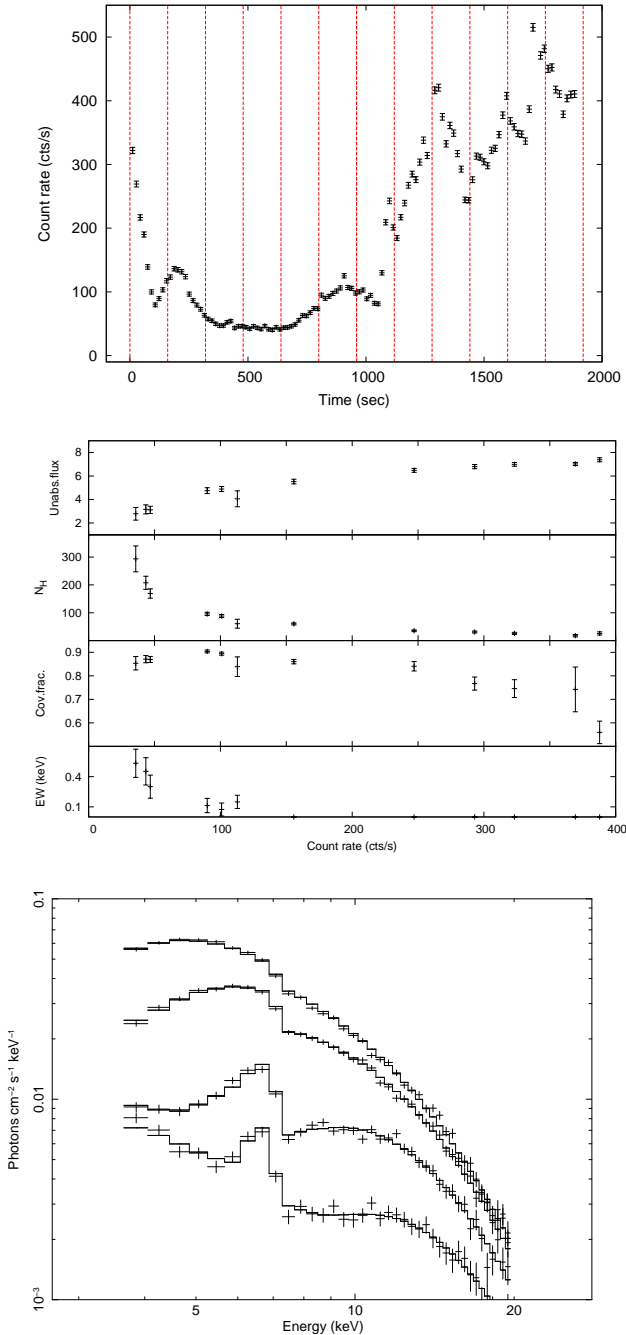 Count rate (cts/s)
500
400
300
200
100
0
0 500 1000 1500 2000
Time (sec)
Unabs.flux
8
6
4
2
N_H
300
200
100
Cov.frac.
0.9
0.8
0.7
0.6
EW (keV)
0.4
0.1
0 100 200 300 400
Count rate (cts/s)
Photons cm⁻² s⁻¹ keV⁻¹
0.1
0.01
10⁻³
5 10 20
Energy (keV)